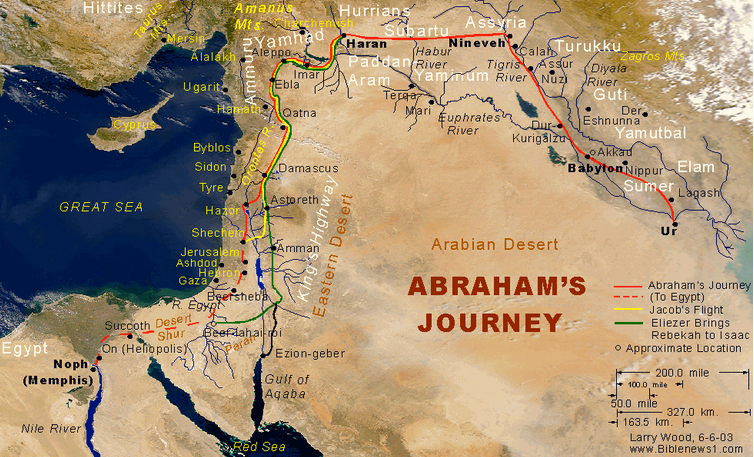 Hittites
Taurus
Mts.
Amanus
Mts.
Carchemish
Hurrians
Subartu
Assyria
Mersin
Yamhad
Haran
Nineveh
Calah
Turukku
Zagros Mts.
Alalakh
Aleppo
Imar
Paddan
Aram
Habur
River
Yaminum
Tigris
River
Assur
Nuzi
Diyala
River
Ugarit
Ammuru
Ebla
Terqa
Mari
Guti
Hamath
Qatna
Euphrates
River
Dur-
Kurigalzu
Eshnunna
Der
Yamutbal
Cyprus
Orontes R.
Byblos
Sidon
Tyre
Damascus
Akkad
Babylon
Nippur
Elam
Sumer
Lagash
Ur
GREAT SEA
Hazor
Astoreth
King's Highway
Eastern Desert
Shechem
Jerusalem
Ashdod
Hebron
Gaza
Amman
Arabian Desert
Beersheba
R. Egypt
Beer-lahai-roi
Desert
Shur
Paran
Succoth
On (Heliopolis)
Egypt
Noph
(Memphis)
Ezion-geber
Gulf of
Aqaba
Nile River
Red Sea
ABRAHAM'S
JOURNEY
Abraham's Journey
(To Egypt)
Jacob's Flight
Eliezer Brings
Rebekah to Isaac
Approximate Location
200.0 mile
100.0 mile
50.0 mile
327.0 km.
163.5 km.
Larry Wood, 6-6-03
www.Biblenews1.com